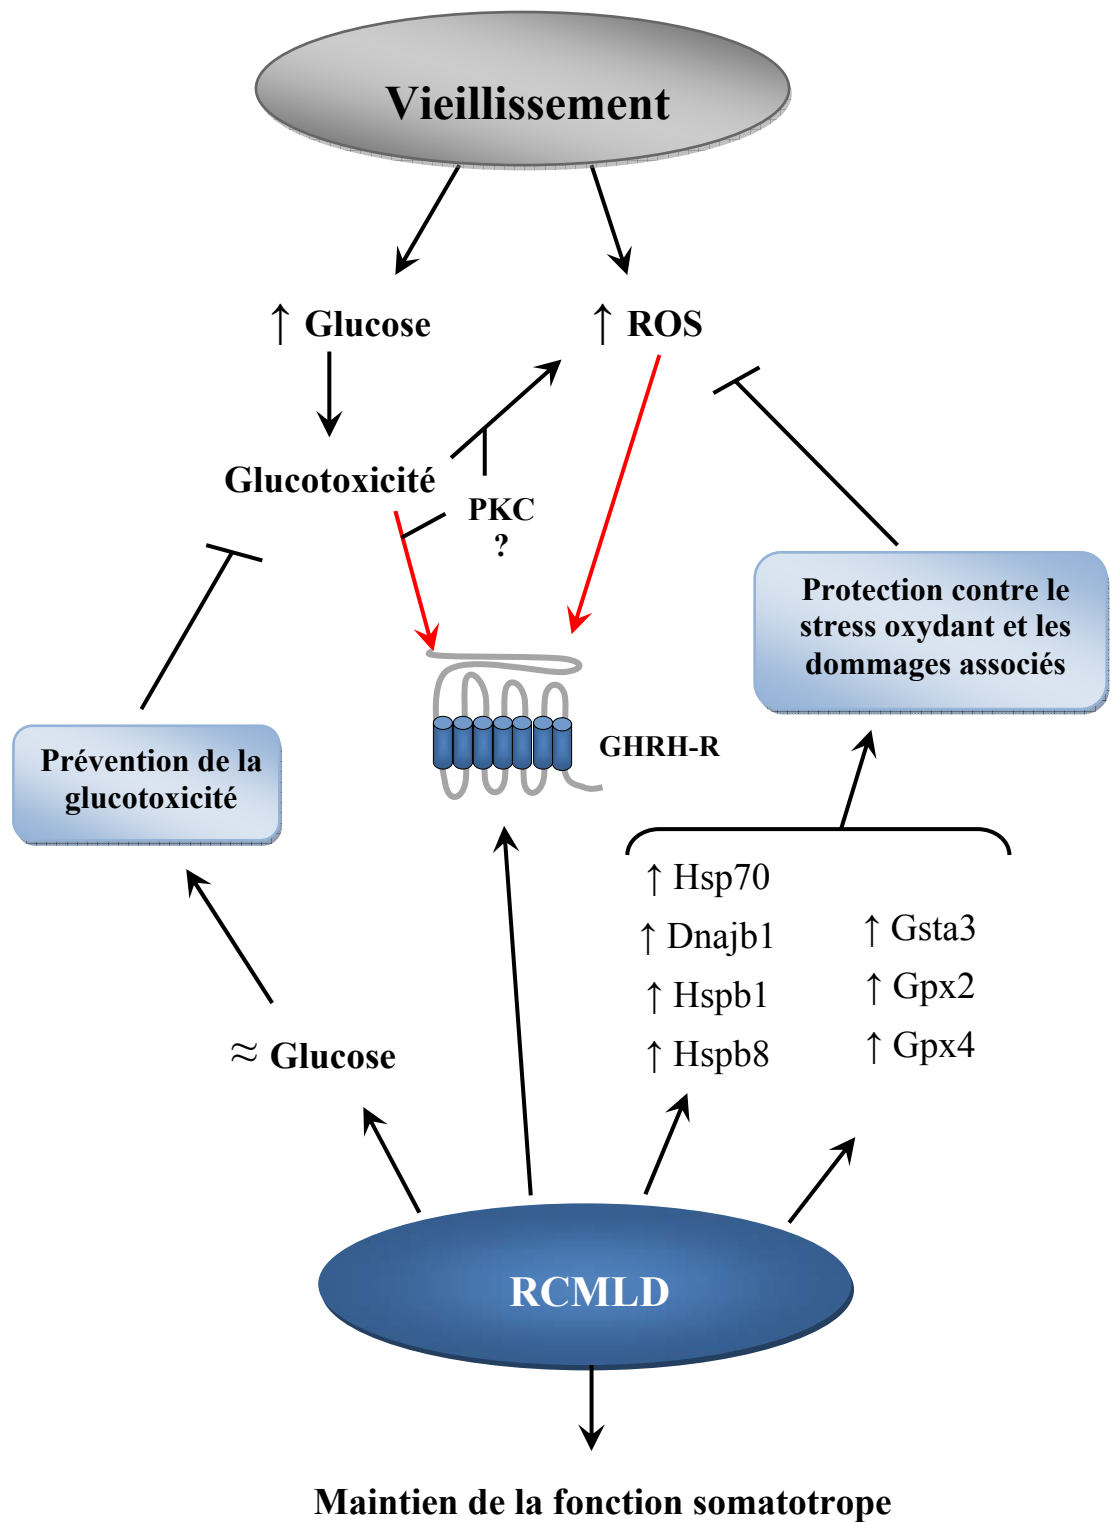 Vieillissement
↑ Glucose
↑ ROS
Glucotoxicité
PKC
?
Protection contre le
stress oxydant et les
dommages associés
Prévention de la
glucotoxicité
GHRH-R
↑ Hsp70
↑ Dnajb1
↑ Hspb1
↑ Hspb8
↑ Gsta3
↑ Gpx2
↑ Gpx4
≈ Glucose
RCMLD
Maintien de la fonction somatotrope